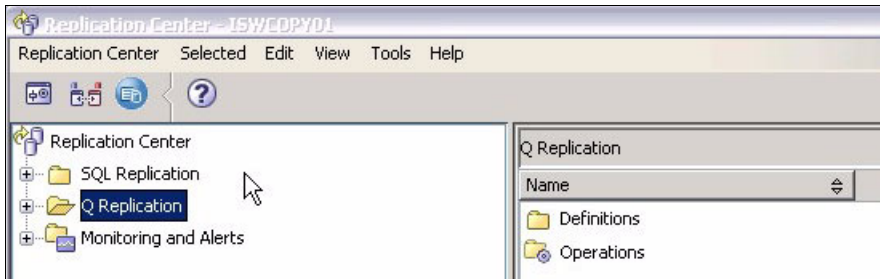 Replication Center - ISWCOPY01
Replication Center Selected Edit View Tools Help
Replication Center
SQL Replication
Q Replication
Monitoring and Alerts
Q Replication
Name
Definitions
Operations